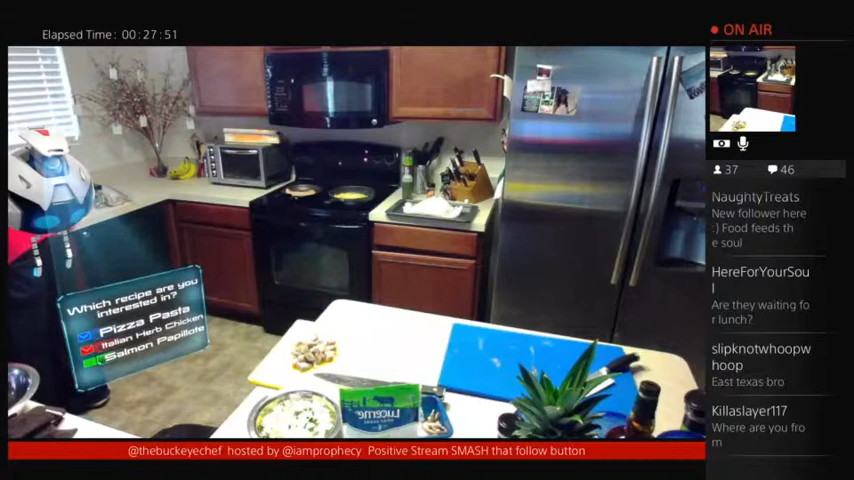 Elapsed Time : 00:27:51
ON AIR
37
46
NaughtyTreats
New follower here
:) Food feeds th
e soul
HereForYourSou
l
Are they waiting fo
r lunch?
slipknotwhoopw
hoop
East texas bro
Killaslayer117
Where are you fro
m
Which recipe are you
interested in?
Pizza Pasta
Italian Herb Chicken
Salmon Papillote
Lucerne
@thebuckeyechef hosted by @iamprophecy Positive Stream SMASH that follow button